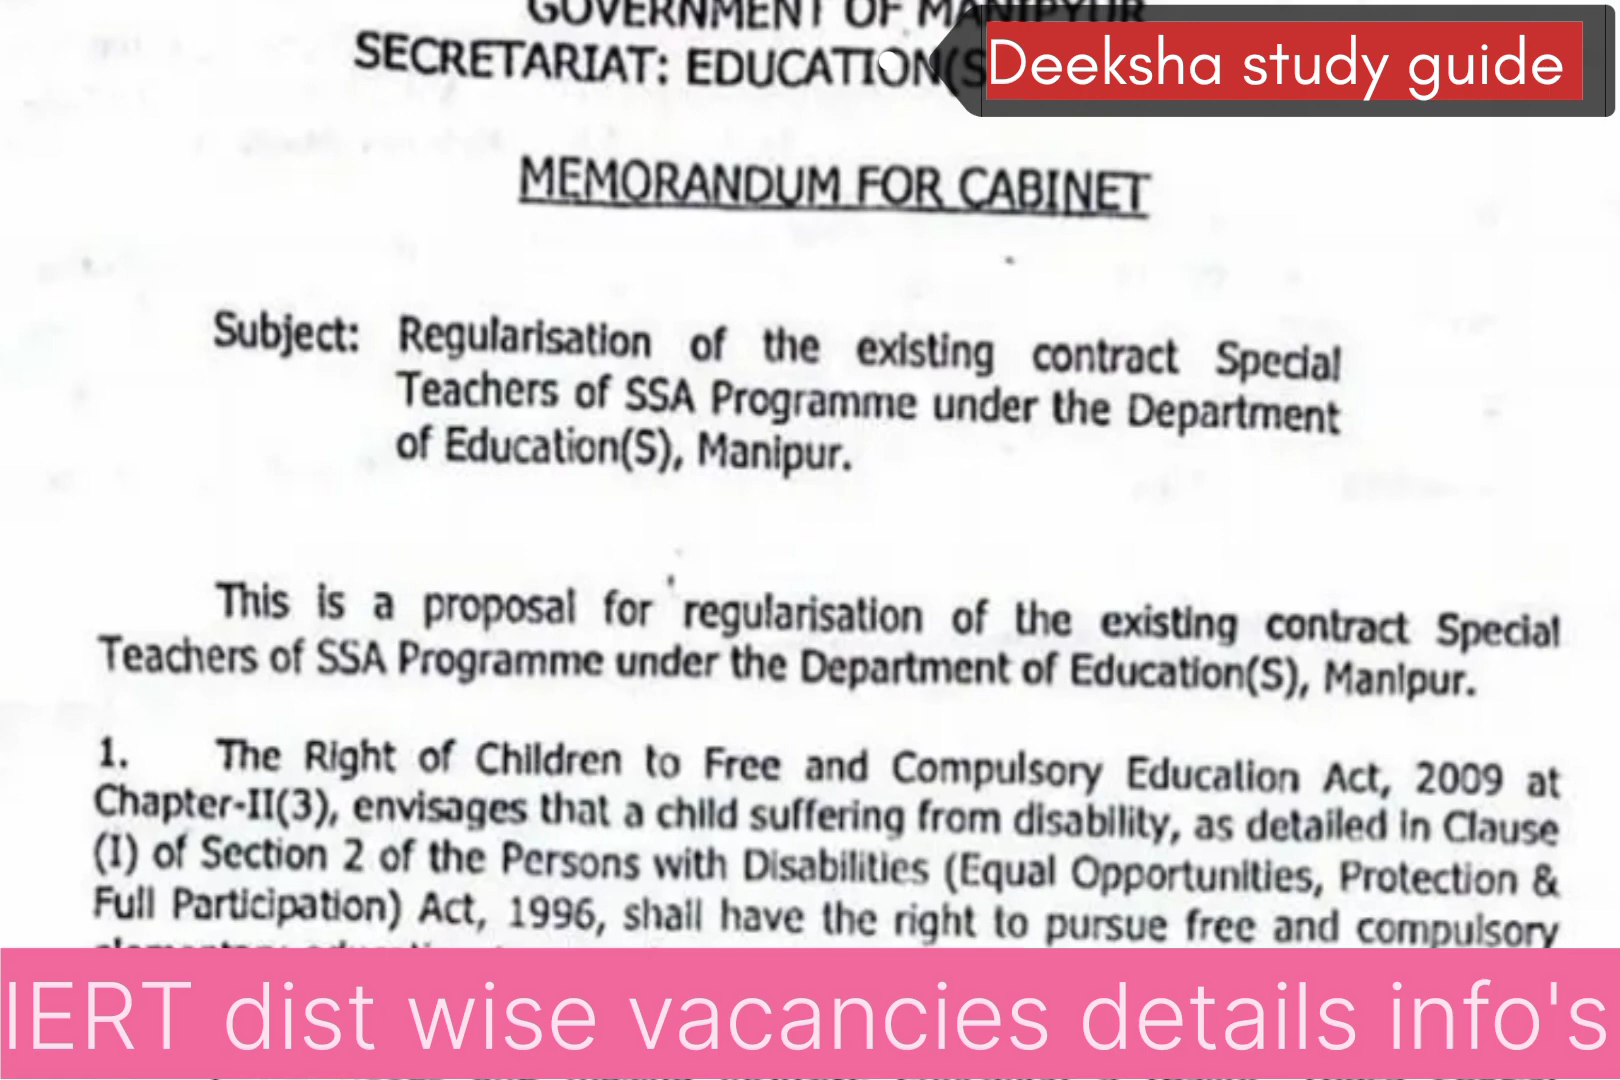 GOVERNMENT OF MANIPYUR
SECRETARIAT: EDUCATION(S
Deeksha study guide
MEMORANDUM FOR CABINET
Subject: Regularisation of the existing contract Special
Teachers of SSA Programme under the Department
of Education(S), Manipur.
This is a proposal for regularisation of the existing contract Special
Teachers of SSA Programme under the Department of Education(S), Manipur.
1. The Right of Children to Free and Compulsory Education Act, 2009 at
Chapter-II(3), envisages that a child suffering from disability, as detailed in Clause
(I) of Section 2 of the Persons with Disabilities (Equal Opportunities, Protection &
Full Participation) Act, 1996, shall have the right to pursue free and compulsory
IERT dist wise vacancies details info's